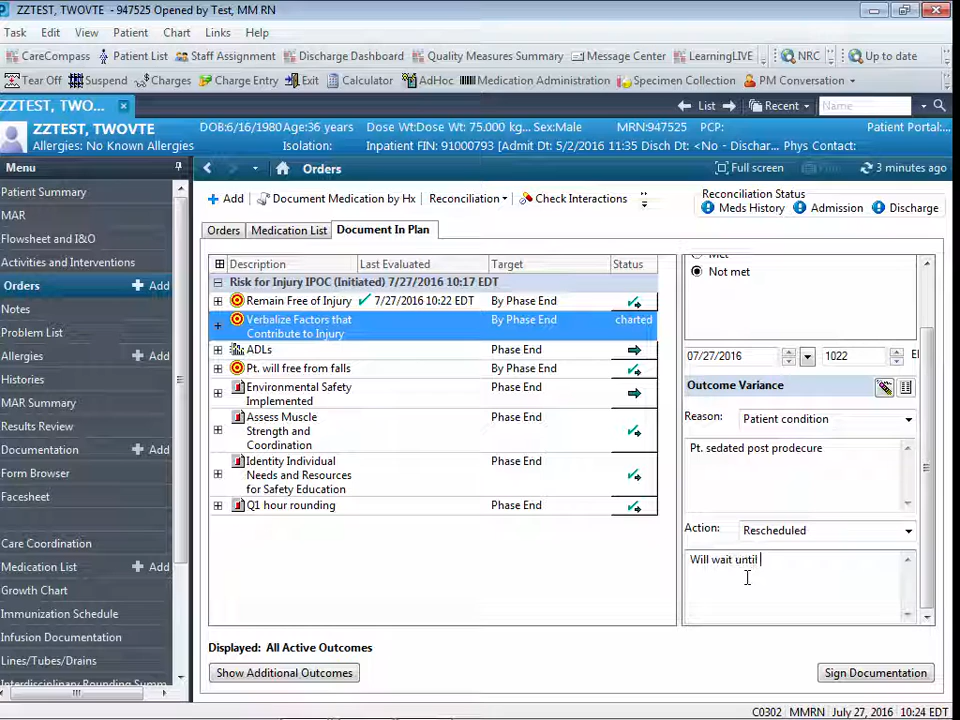 ZZTEST, TWOVTE - 947525 Opened by Test, MM RN
Task Edit View Patient Chart Links Help
CareCompass Patient List Staff Assignment Discharge Dashboard Quality Measures Summary Message Center LearningLIVE NRC Up to date
Tear Off Suspend Charges Charge Entry Exit Calculator AdHoc Medication Administration Specimen Collection PM Conversation
ZZTEST, TWO... List Recent Name
ZZTEST, TWOVTE DOB:6/16/1980 Age:36 years Dose Wt:Dose Wt: 75.000 kg... Sex:Male MRN:947525 PCP: Patient Portal:...
Allergies: No Known Allergies Isolation: Inpatient FIN: 91000793 [Admit Dt: 5/2/2016 11:35 Disch Dt: <No - Dischar... Phys Contact:
Menu
Orders Full screen 3 minutes ago
Patient Summary
MAR
Flowsheet and I&O
Activities and Interventions
Orders Add
Notes
Problem List
Allergies Add
Histories
MAR Summary
Results Review
Documentation Add
Form Browser
Facesheet
Care Coordination
Medication List Add
Growth Chart
Immunization Schedule
Infusion Documentation
Lines/Tubes/Drains
Add Document Medication by Hx Reconciliation Check Interactions
Reconciliation Status
Meds History Admission Discharge
Orders Medication List Document In Plan
Description Last Evaluated Target Status
Risk for Injury IPOC (Initiated) 7/27/2016 10:17 EDT
Remain Free of Injury 7/27/2016 10:22 EDT By Phase End
Verbalize Factors that By Phase End charted
Contribute to Injury
ADLs Phase End
Pt. will free from falls By Phase End
Environmental Safety Phase End
Implemented
Assess Muscle Phase End
Strength and
Coordination
Identity Individual Phase End
Needs and Resources
for Safety Education
Q1 hour rounding Phase End
Met
Not met
07/27/2016 1022
Outcome Variance
Reason: Patient condition
Pt. sedated post prodecure
Action: Rescheduled
Will wait until
Displayed: All Active Outcomes
Show Additional Outcomes Sign Documentation
C0302 MMRN July 27, 2016 10:24 EDT